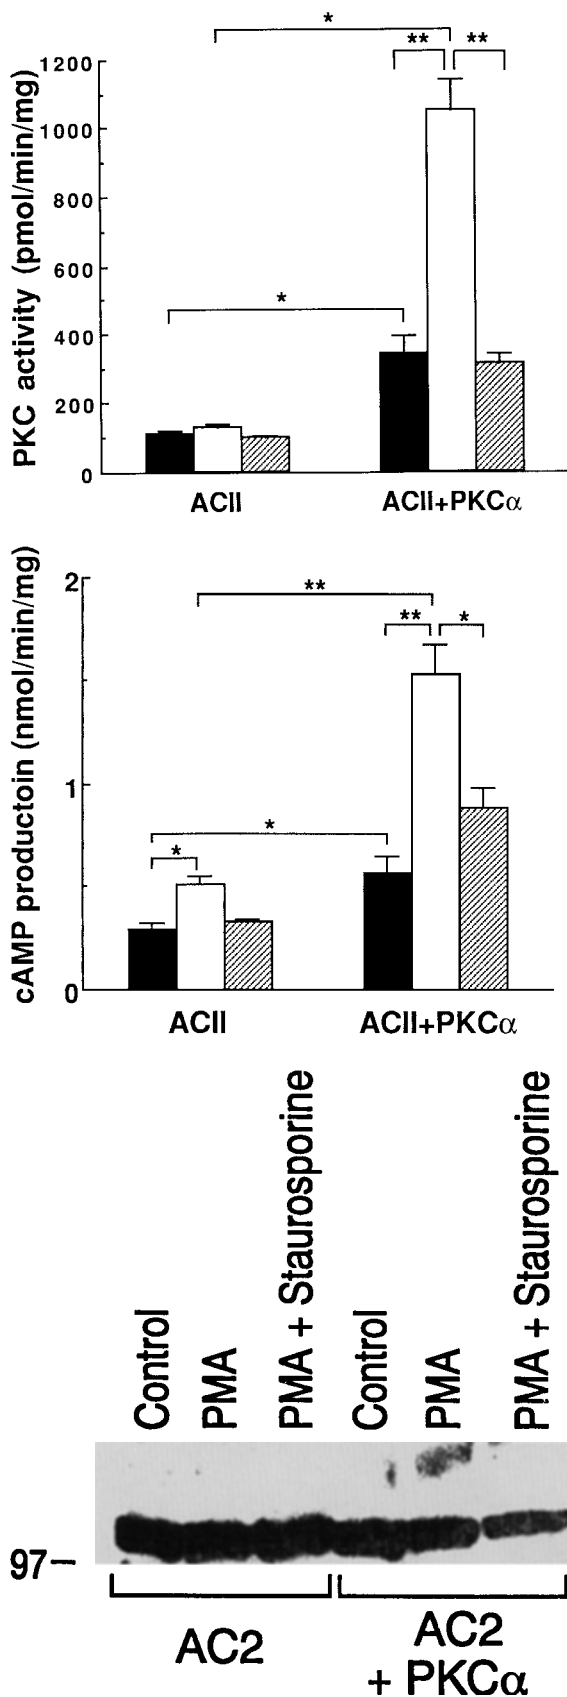 *
** **
1200
1000
800
600
400
200
0
PKC activity (pmol/min/mg)
*
ACII ACII+PKCα
**
** *
2
1
0
cAMP productoin (nmol/min/mg)
*
*
ACII ACII+PKCα
Control
PMA
PMA + Staurosporine
Control
PMA
PMA + Staurosporine
97–
AC2
AC2
+ PKCα